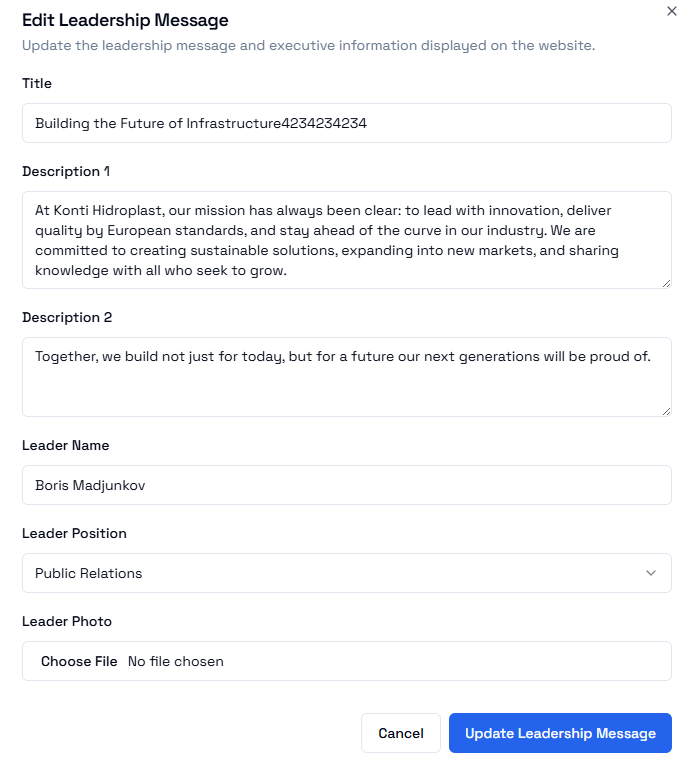 Edit Leadership Message
Update the leadership message and executive information displayed on the website.
Title
Building the Future of Infrastructure4234234234
Description 1
At Konti Hidroplast, our mission has always been clear: to lead with innovation, deliver
quality by European standards, and stay ahead of the curve in our industry. We are
committed to creating sustainable solutions, expanding into new markets, and sharing
knowledge with all who seek to grow.
Description 2
Together, we build not just for today, but for a future our next generations will be proud of.
Leader Name
Boris Madjunkov
Leader Position
Public Relations
Leader Photo
Choose File No file chosen
Cancel Update Leadership Message